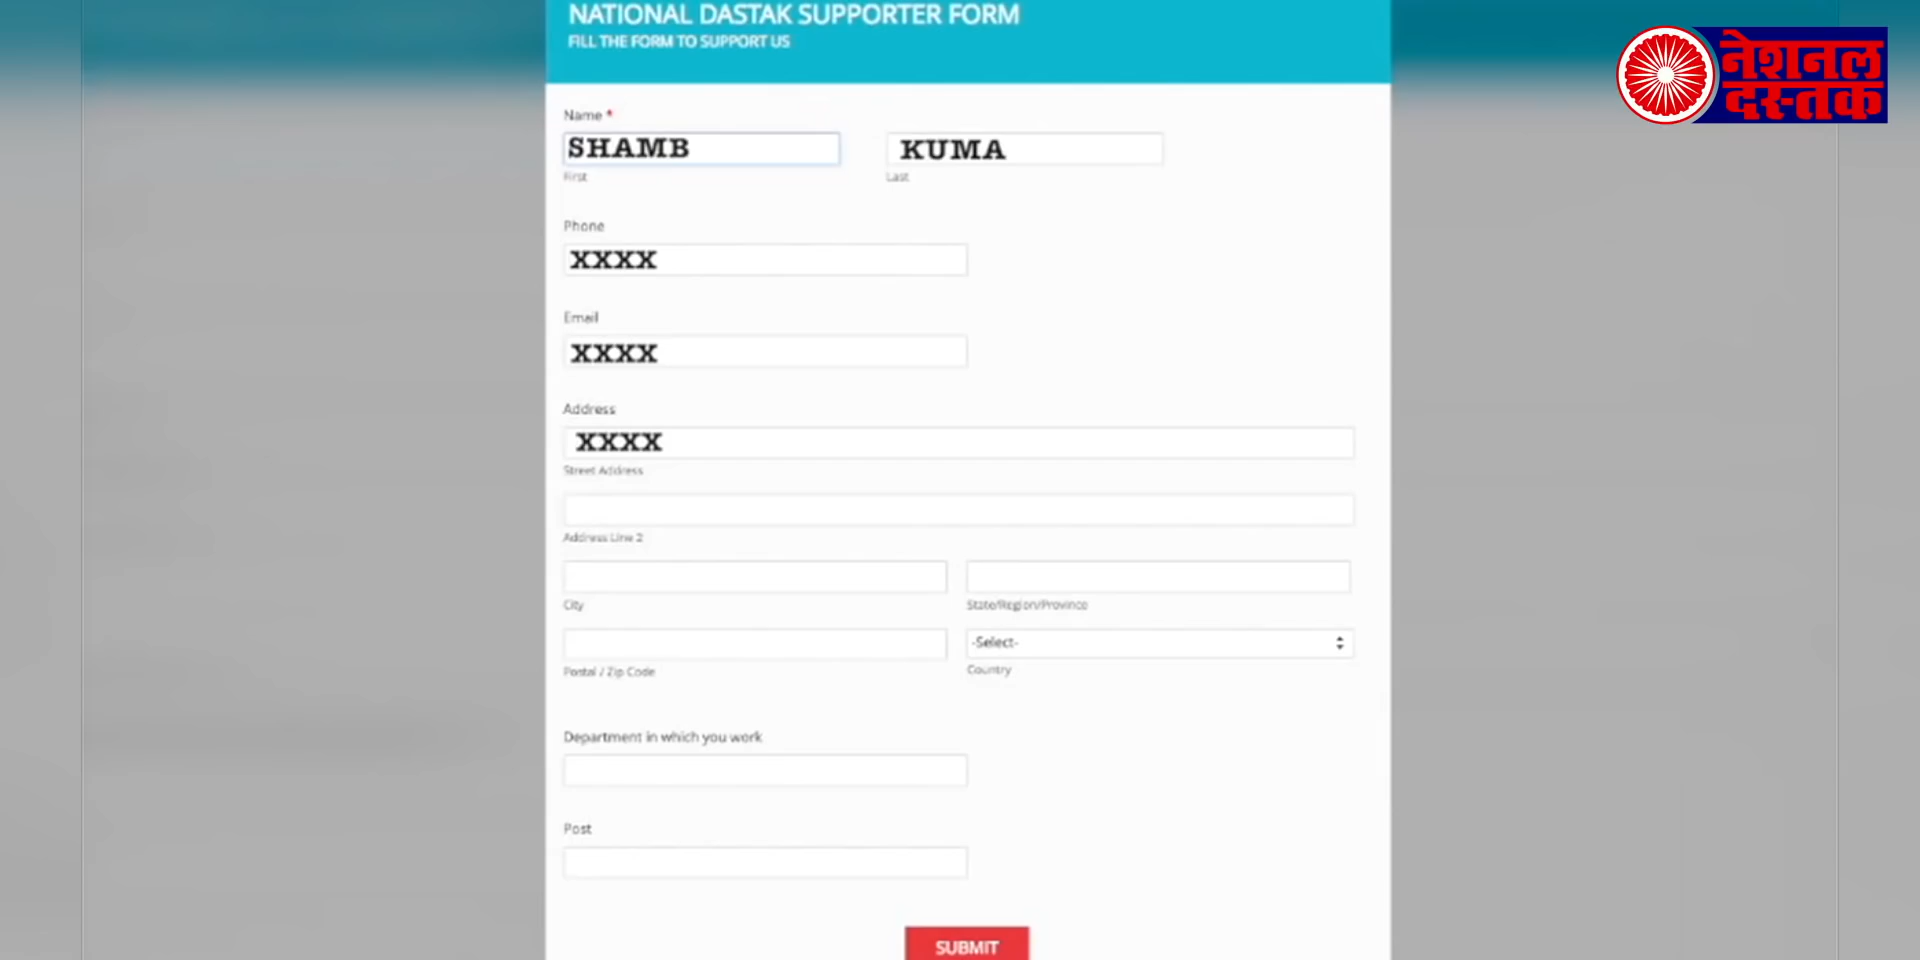 NATIONAL DASTAK SUPPORTER FORM
FILL THE FORM TO SUPPORT US
नेशनल
दस्तक
Name *
SHAMB KUMA
First Last
Phone
XXXX
Email
XXXX
Address
XXXX
Street Address
Address Line 2
City State/Region/Province
-Select-
Postal / Zip Code Country
Department in which you work
Post
SUBMIT